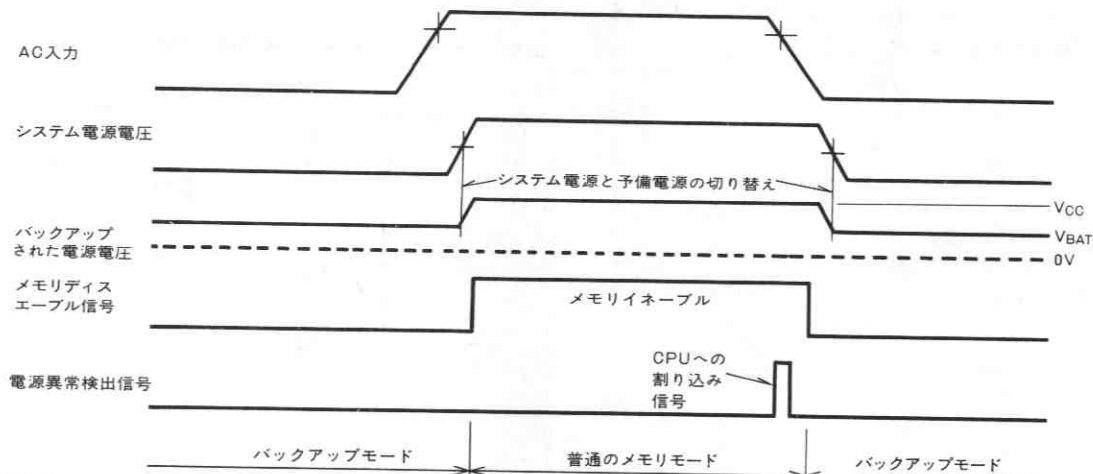 AC入力
システム電源電圧
システム電源と予備電源の切り替え
VCC
バックアップ
された電源電圧
VBAT
0V
メモリディス
エーブル信号
メモリイネーブル
電源異常検出信号
CPUへの
割り込み
信号
バックアップモード
普通のメモリモード
バックアップモード